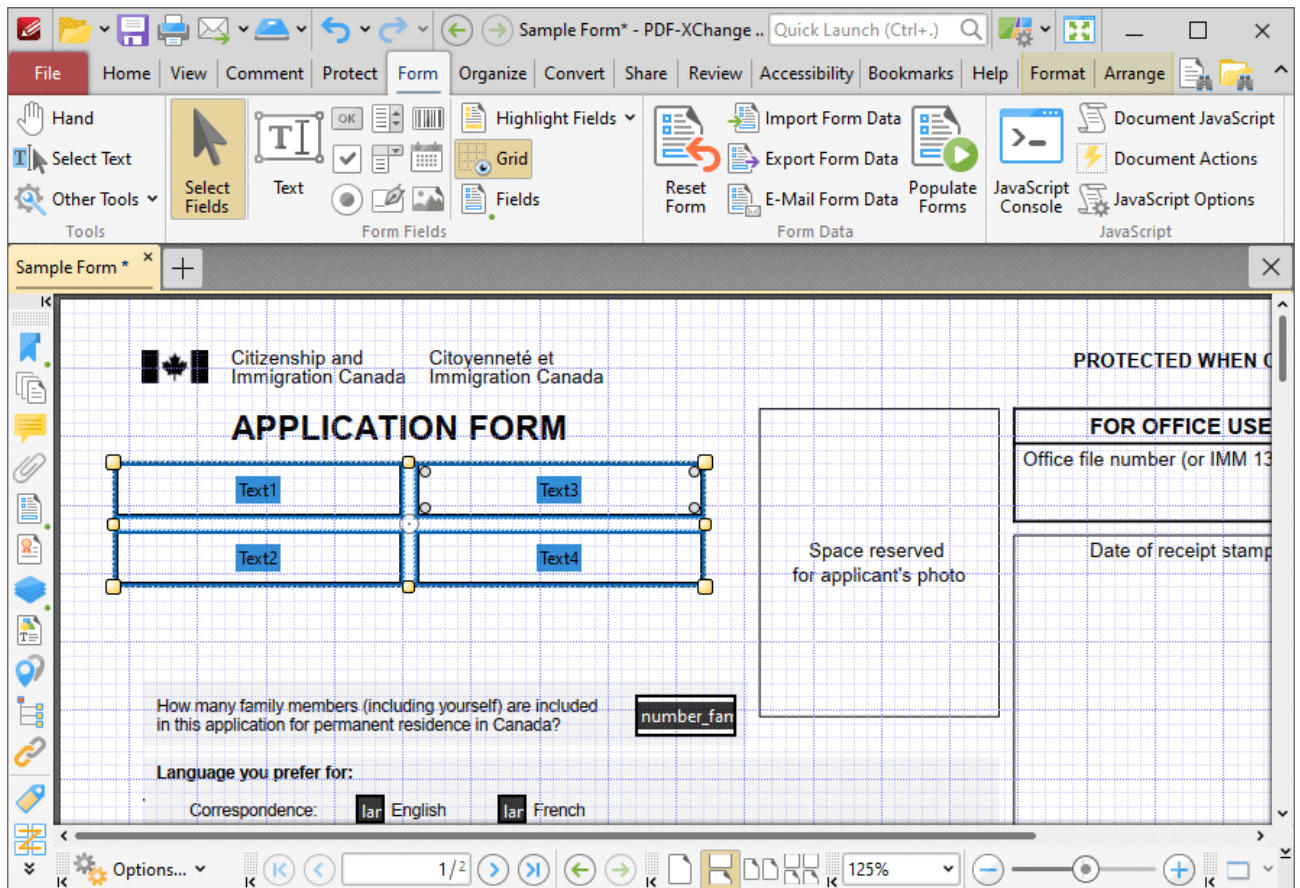 Sample Form* - PDF-XChange ..
Quick Launch (Ctrl+.)
File Home View Comment Protect Form Organize Convert Share Review Accessibility Bookmarks Help Format Arrange
Hand
Select Text
Other Tools
Tools
Select Fields
Text
OK
Highlight Fields
Grid
Fields
Form Fields
Reset Form
Import Form Data
Export Form Data
E-Mail Form Data
Populate Forms
Form Data
JavaScript Console
Document JavaScript
Document Actions
JavaScript Options
JavaScript
Sample Form *
Citizenship and
Immigration Canada
Citoyenneté et
Immigration Canada
PROTECTED WHEN
APPLICATION FORM
FOR OFFICE USE
Office file number (or IMM 13
Text1 Text3
Text2 Text4
Space reserved
for applicant's photo
Date of receipt stamp
How many family members (including yourself) are included
in this application for permanent residence in Canada?
number_fam
Language you prefer for:
Correspondence: lar English lar French
Options... 1/2 125%